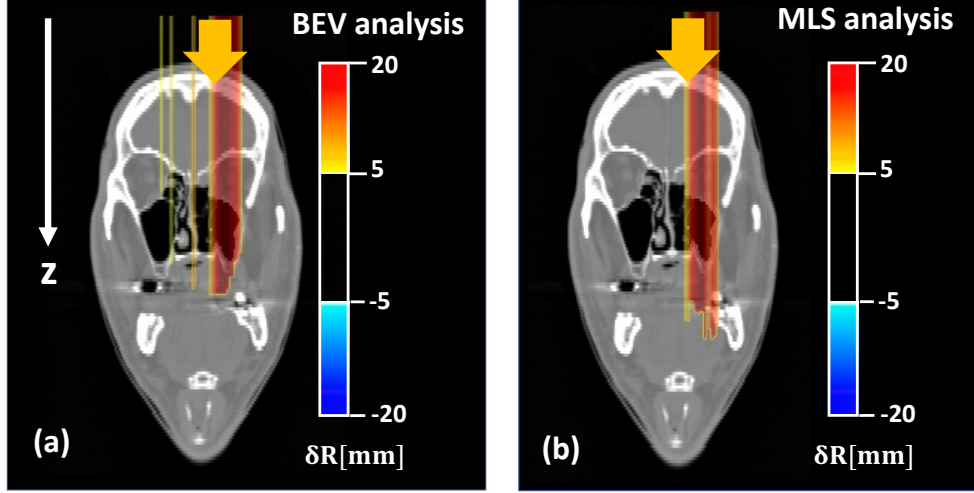 BEV analysis
20
5
-5
-20
δR[mm]
Z
(a)
MLS analysis
20
5
-5
-20
δR[mm]
(b)